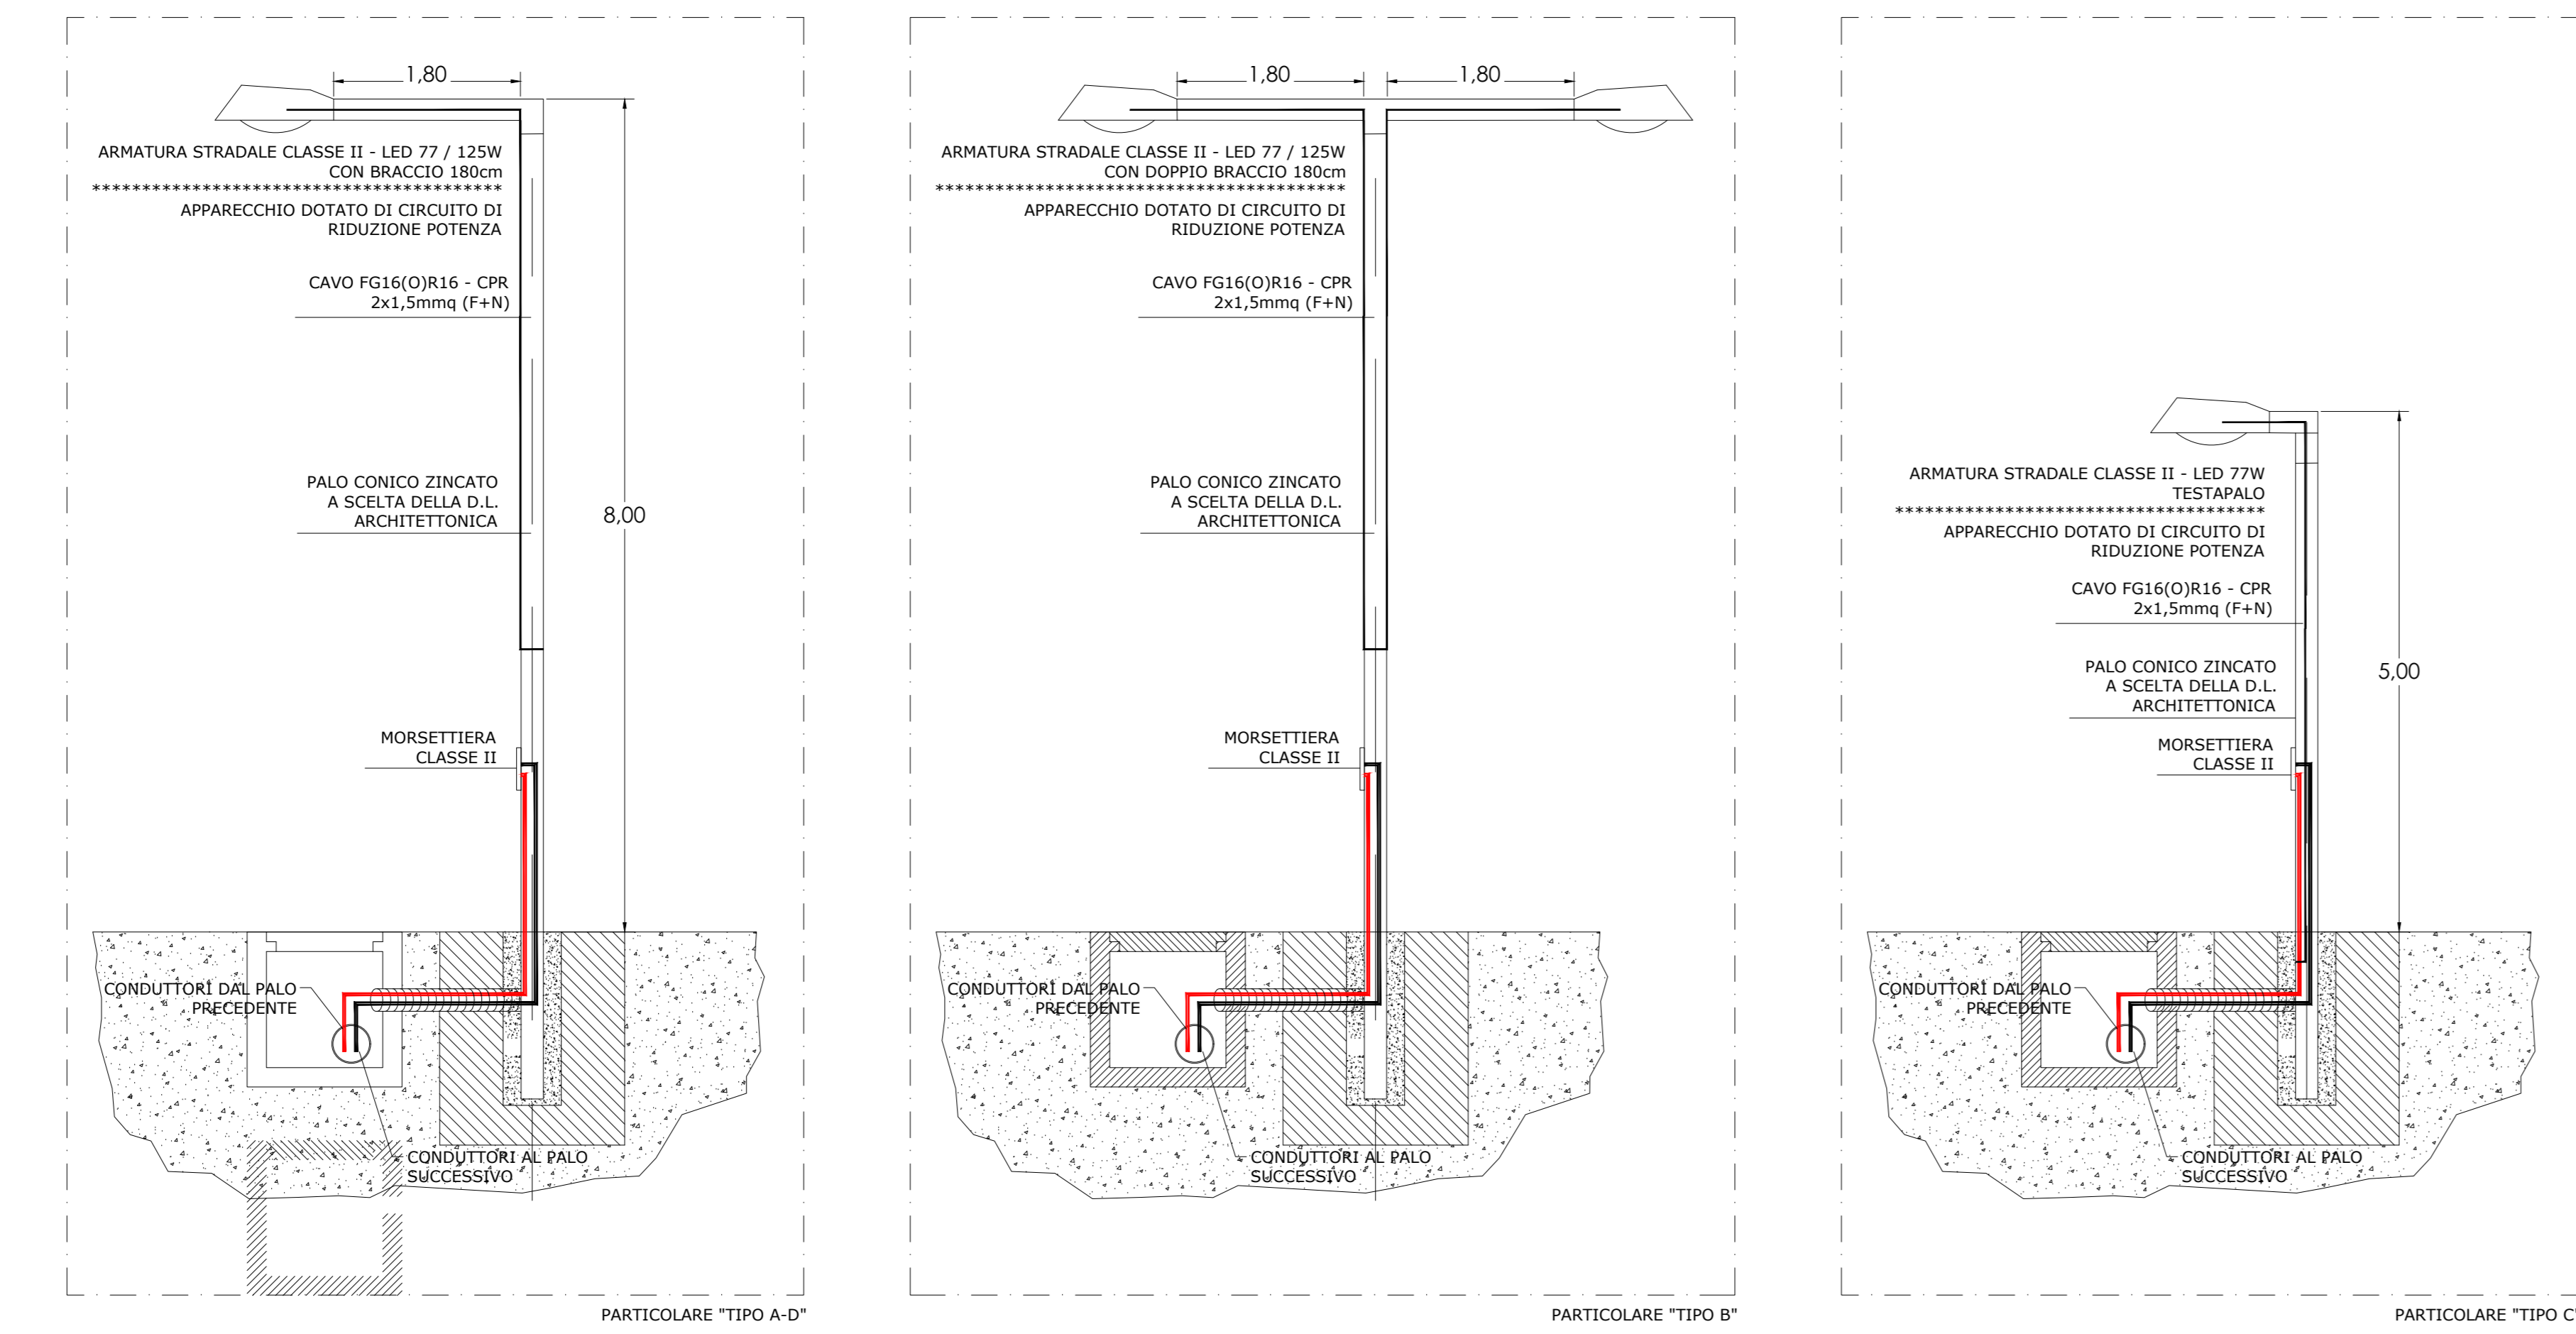 1,80
ARMATURA STRADALE CLASSE II - LED 77 / 125W
CON BRACCIO 180cm
*****************************************
APPARECCHIO DOTATO DI CIRCUITO DI
RIDUZIONE POTENZA
CAVO FG16(O)R16 - CPR
2x1,5mmq (F+N)
PALO CONICO ZINCATO
A SCELTA DELLA D.L.
ARCHITETTONICA
8,00
MORSETTIERA
CLASSE II
CONDUTTORI DAL PALO
PRECEDENTE
CONDUTTORI AL PALO
SUCCESSIVO
PARTICOLARE "TIPO A-D"
1,80
1,80
ARMATURA STRADALE CLASSE II - LED 77 / 125W
CON DOPPIO BRACCIO 180cm
*****************************************
APPARECCHIO DOTATO DI CIRCUITO DI
RIDUZIONE POTENZA
CAVO FG16(O)R16 - CPR
2x1,5mmq (F+N)
PALO CONICO ZINCATO
A SCELTA DELLA D.L.
ARCHITETTONICA
MORSETTIERA
CLASSE II
CONDUTTORI DAL PALO
PRECEDENTE
CONDUTTORI AL PALO
SUCCESSIVO
PARTICOLARE "TIPO B"
ARMATURA STRADALE CLASSE II - LED 77W
TESTAPALO
*************************************
APPARECCHIO DOTATO DI CIRCUITO DI
RIDUZIONE POTENZA
CAVO FG16(O)R16 - CPR
2x1,5mmq (F+N)
PALO CONICO ZINCATO
A SCELTA DELLA D.L.
ARCHITETTONICA
5,00
MORSETTIERA
CLASSE II
CONDUTTORI DAL PALO
PRECEDENTE
CONDUTTORI AL PALO
SUCCESSIVO
PARTICOLARE "TIPO C"